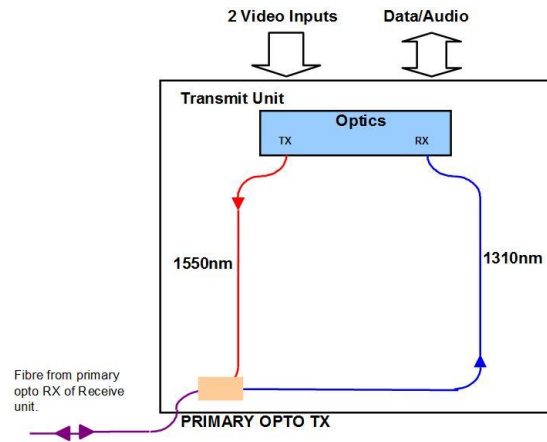 2 Video Inputs
Data/Audio
Transmit Unit
Optics
TX
RX
1550nm
1310nm
Fibre from primary
opto RX of Receive
unit.
PRIMARY OPTO TX